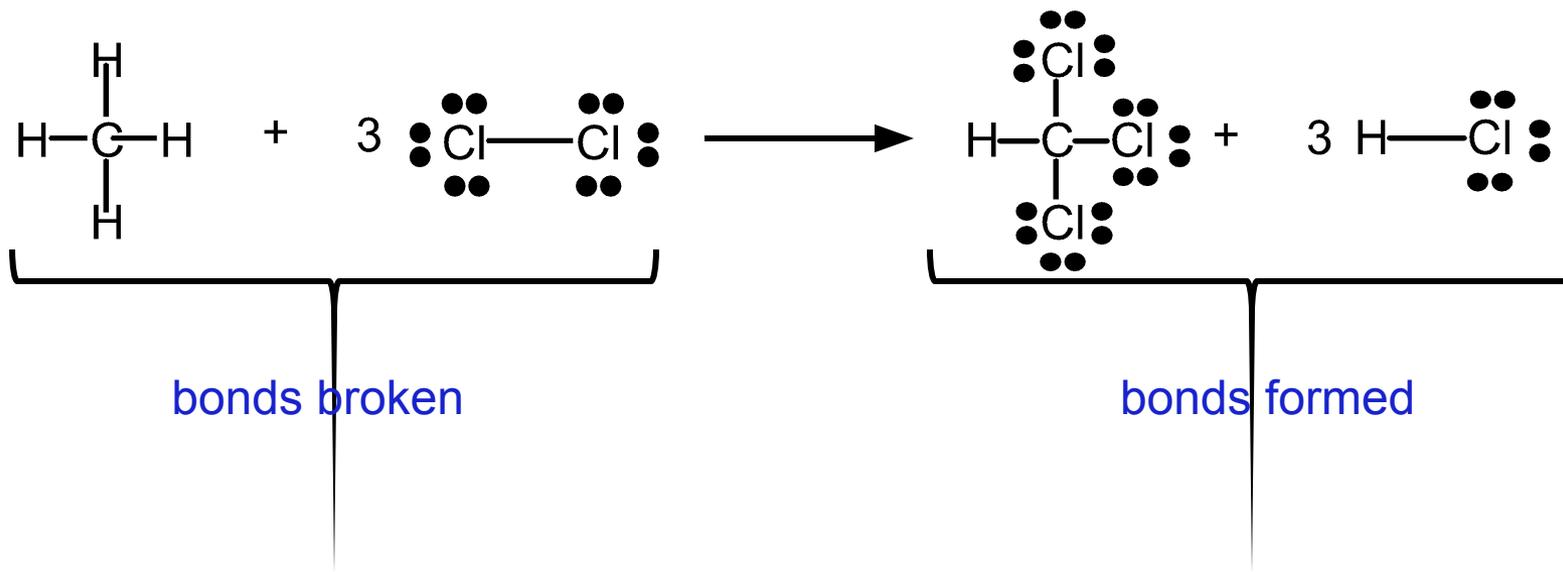 H Cl
H C H + 3 Cl Cl H C Cl + 3 H Cl
H Cl
bonds broken bonds formed